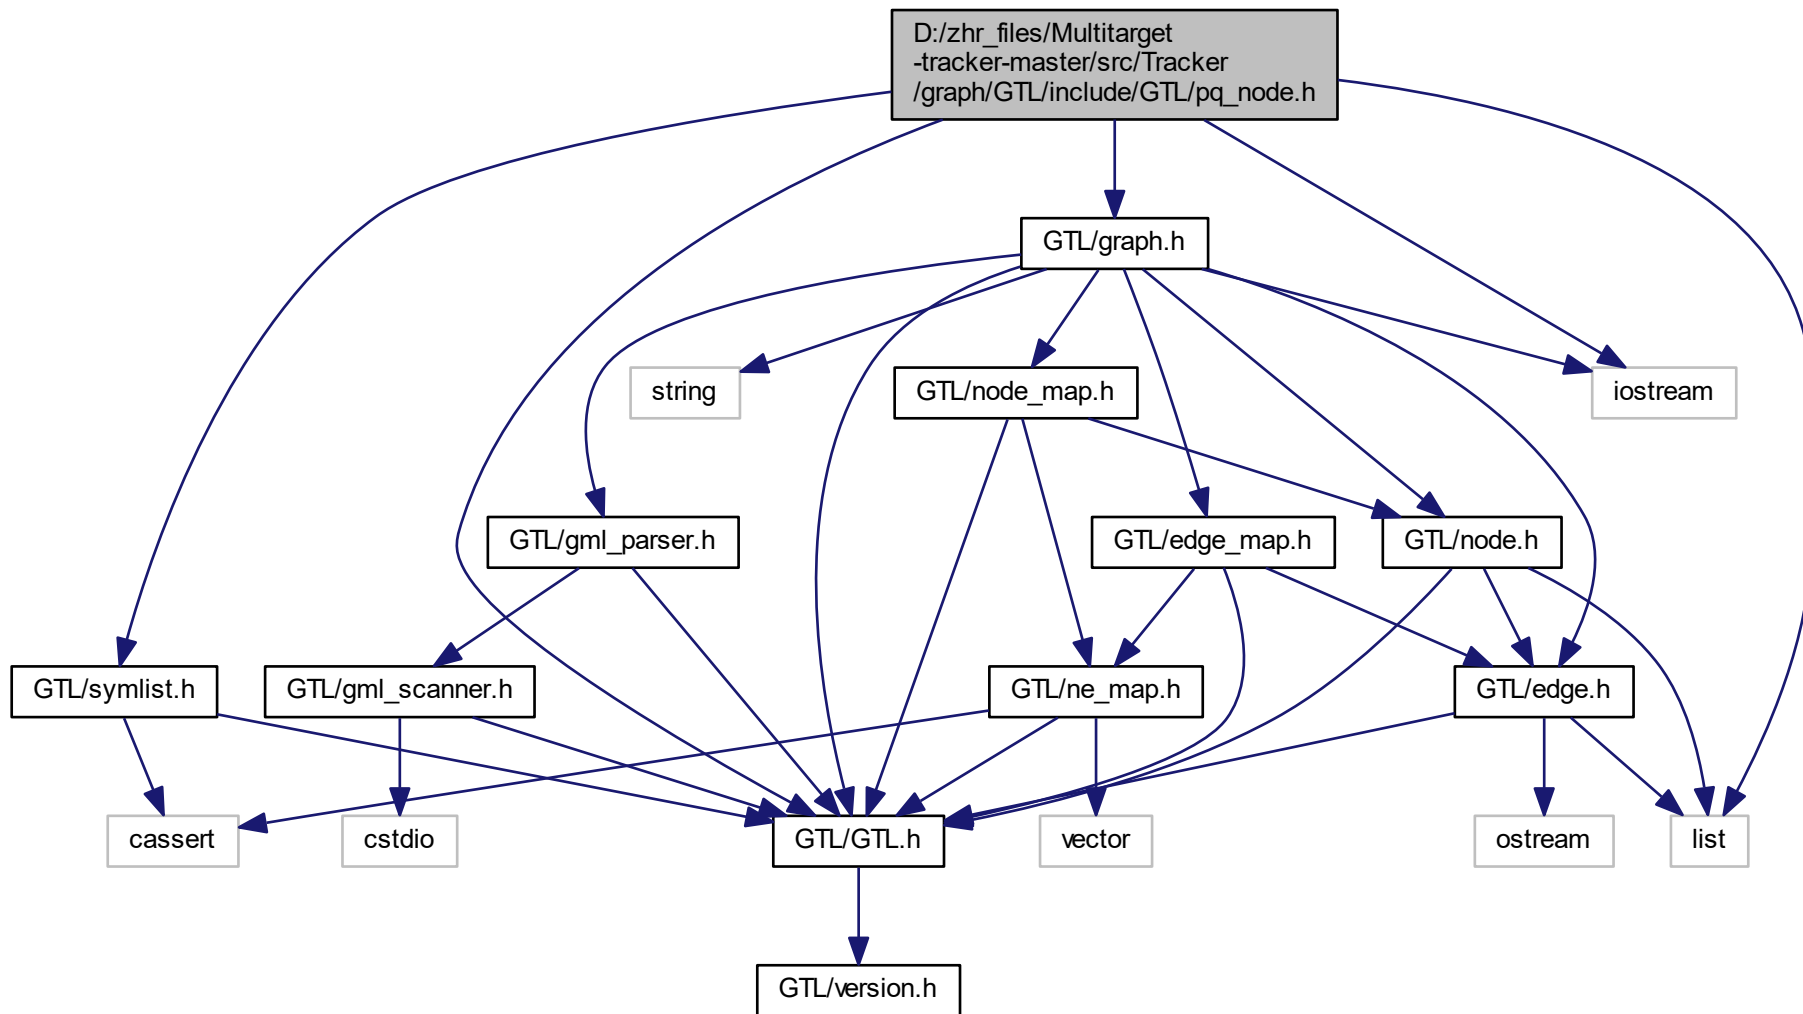 D:/zhr_files/Multitarget
-tracker-master/src/Tracker
/graph/GTL/include/GTL/pq_node.h
GTL/graph.h
string
GTL/node_map.h
iostream
GTL/gml_parser.h
GTL/edge_map.h
GTL/node.h
GTL/symlist.h
GTL/gml_scanner.h
GTL/ne_map.h
GTL/edge.h
cassert
cstdio
GTL/GTL.h
vector
ostream
list
GTL/version.h